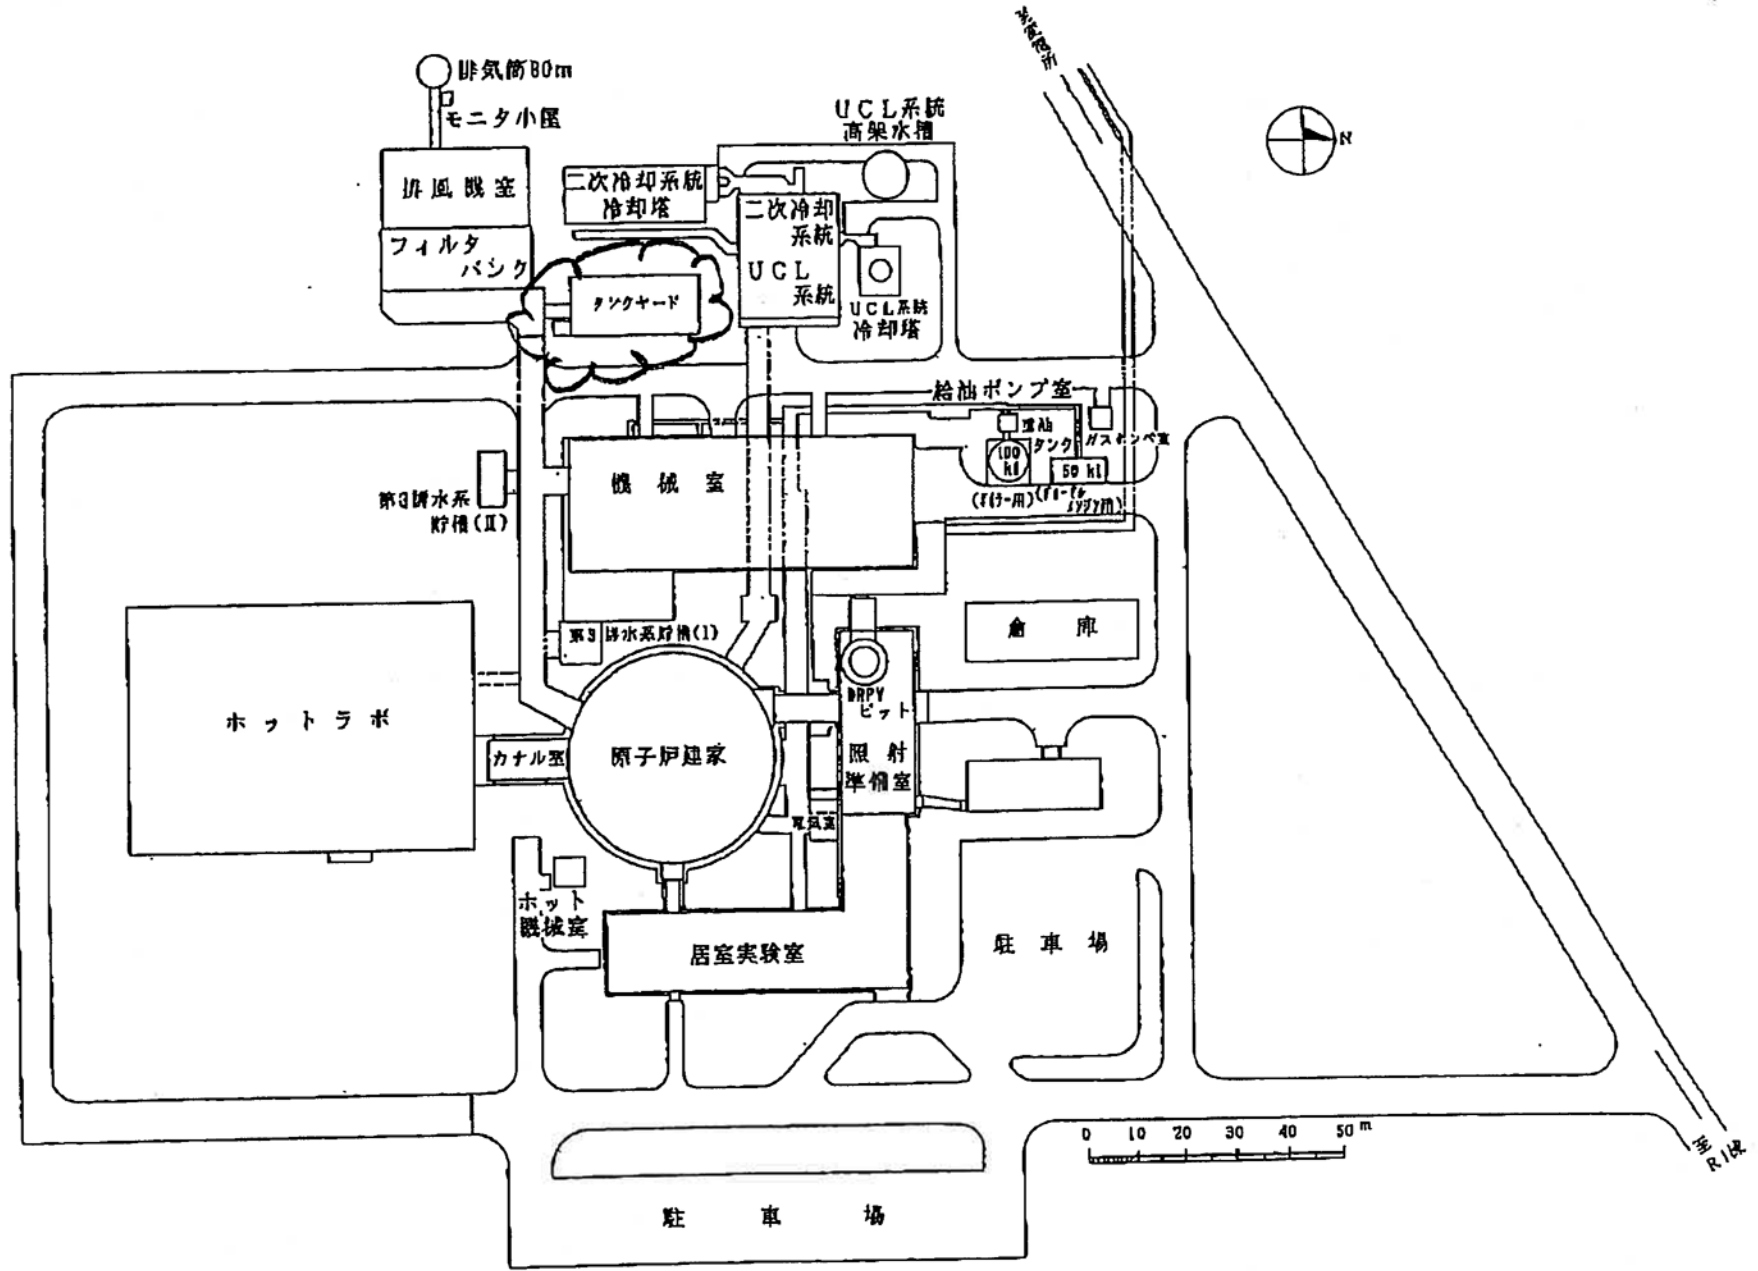 排気筒80m
モニタ小屋
排風機室
フィルタ
バンク
二次冷却系統
冷却塔
UCL系統
高架水槽
二次冷却
系統
UCL
系統
UCL系統
冷却塔
タンクヤード
N
給油ポンプ室
重油
タンク
ガスボンベ室
100
kl
50 kl
(ボイラー用)
機械室
第3排水系
貯槽(II)
第3排水系貯槽(I)
倉庫
ホットラボ
カナル室
原子炉建家
ピット
照射
準備室
電気室
ホット
機械室
居室実験室
駐車場
0 10 20 30 40 50 m
駐車場